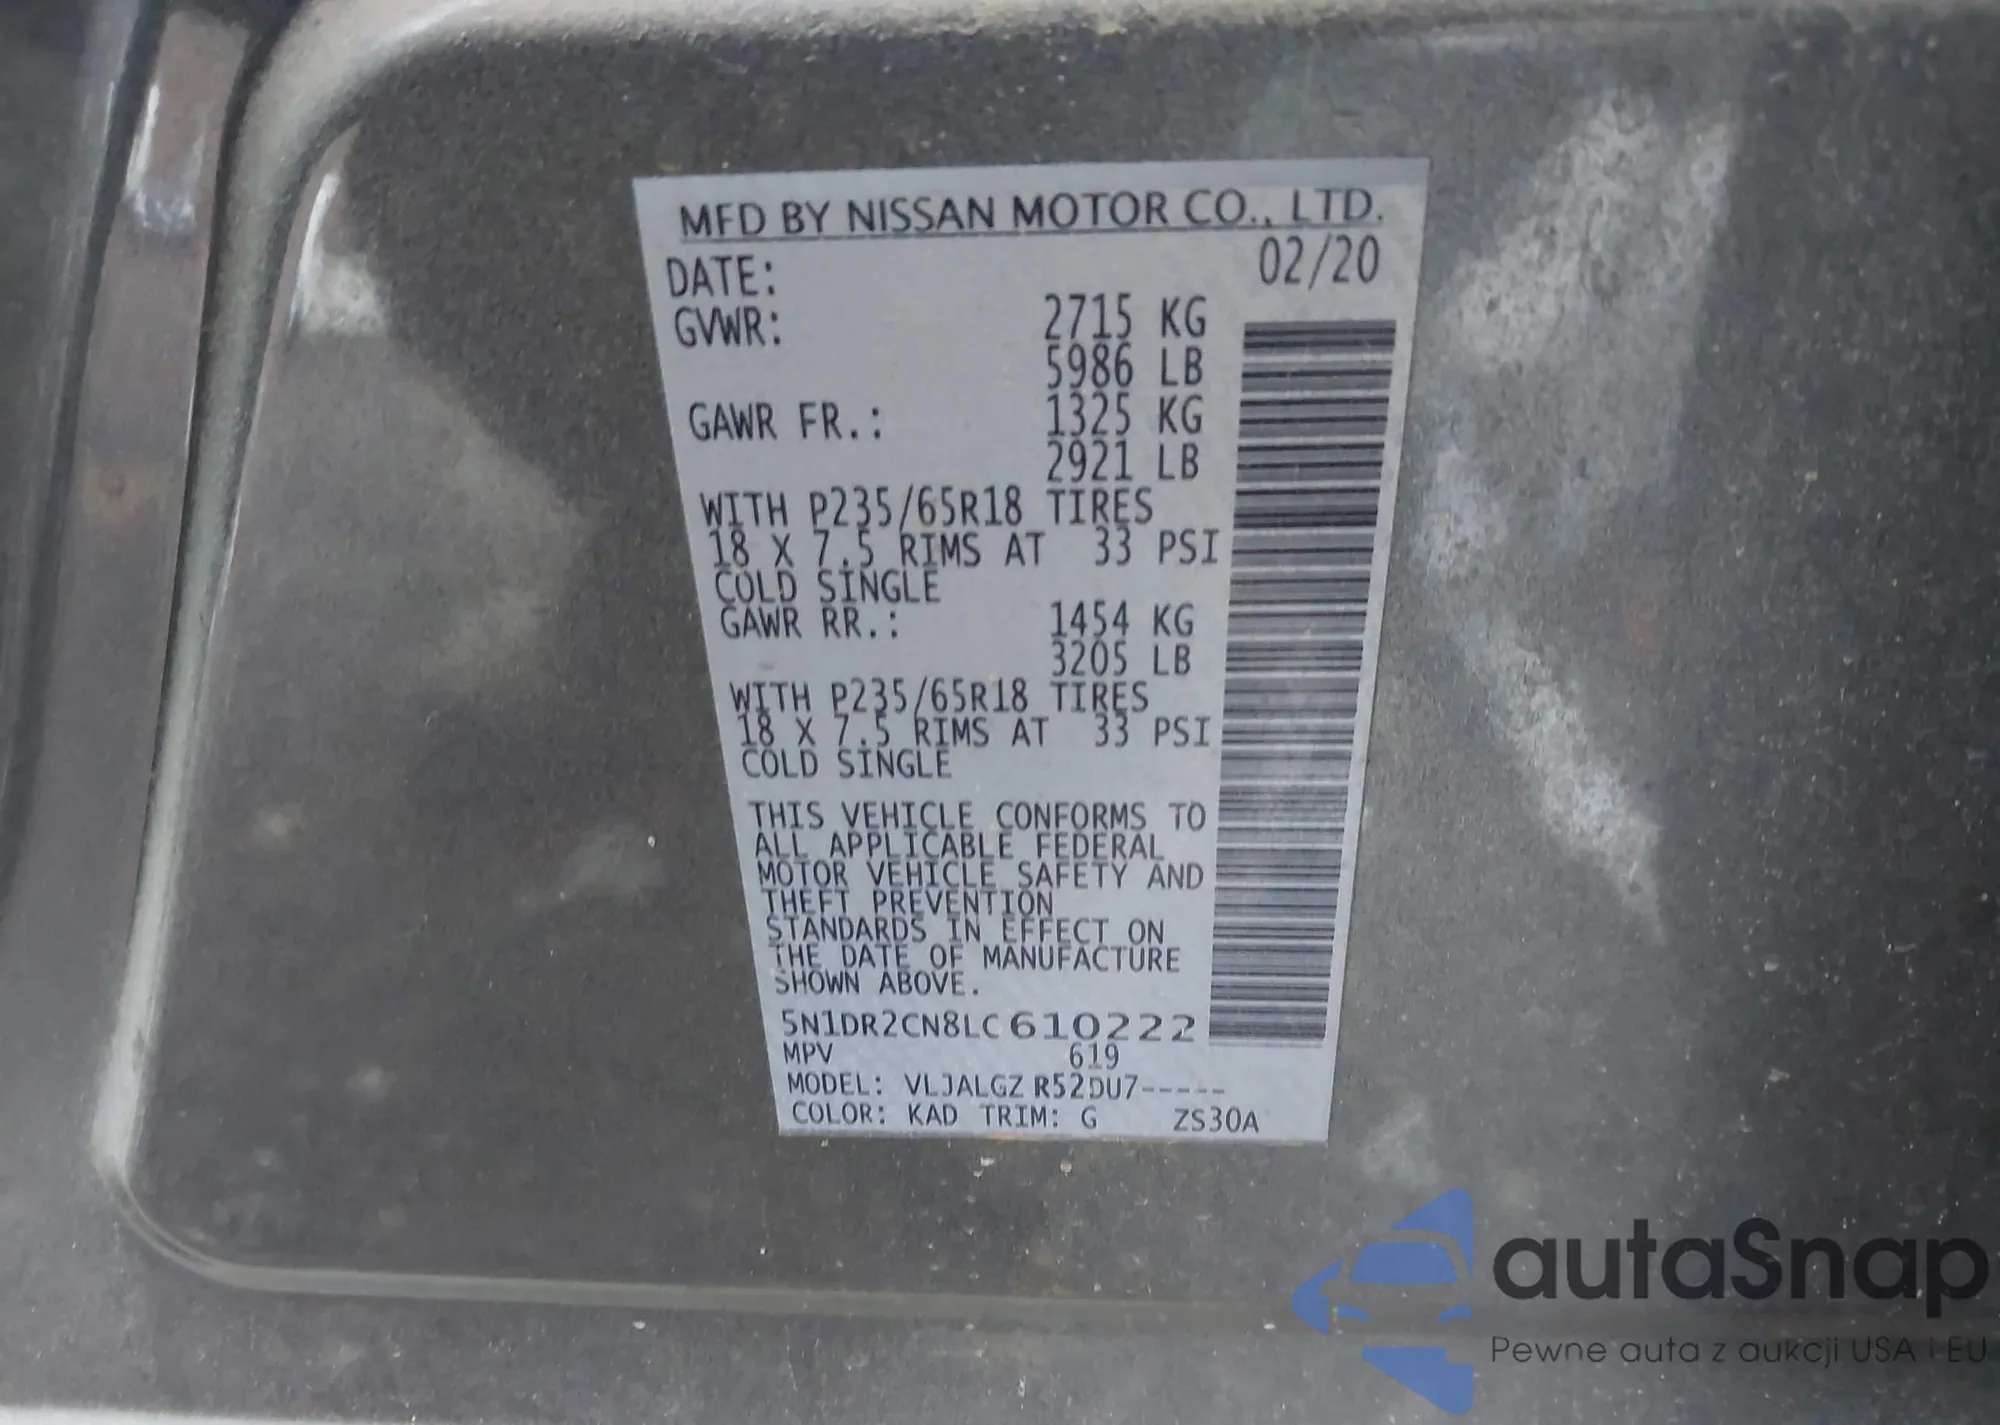 MFD BY NISSAN MOTOR CO., LTD.
DATE: 02/20
GVWR: 2715 KG
5986 LB
GAWR FR.: 1325 KG
2921 LB
WITH P235/65R18 TIRES
18 X 7.5 RIMS AT 33 PSI
COLD SINGLE
GAWR RR.: 1454 KG
3205 LB
WITH P235/65R18 TIRES
18 X 7.5 RIMS AT 33 PSI
COLD SINGLE
THIS VEHICLE CONFORMS TO
ALL APPLICABLE FEDERAL
MOTOR VEHICLE SAFETY AND
THEFT PREVENTION
STANDARDS IN EFFECT ON
THE DATE OF MANUFACTURE
SHOWN ABOVE.
5N1DR2CN8LC610222
MPV 619
MODEL: VLJALGZ R52DU7-----
COLOR: KAD TRIM: G ZS30A
autaSnap
Pewne auta z aukcji USA i EU